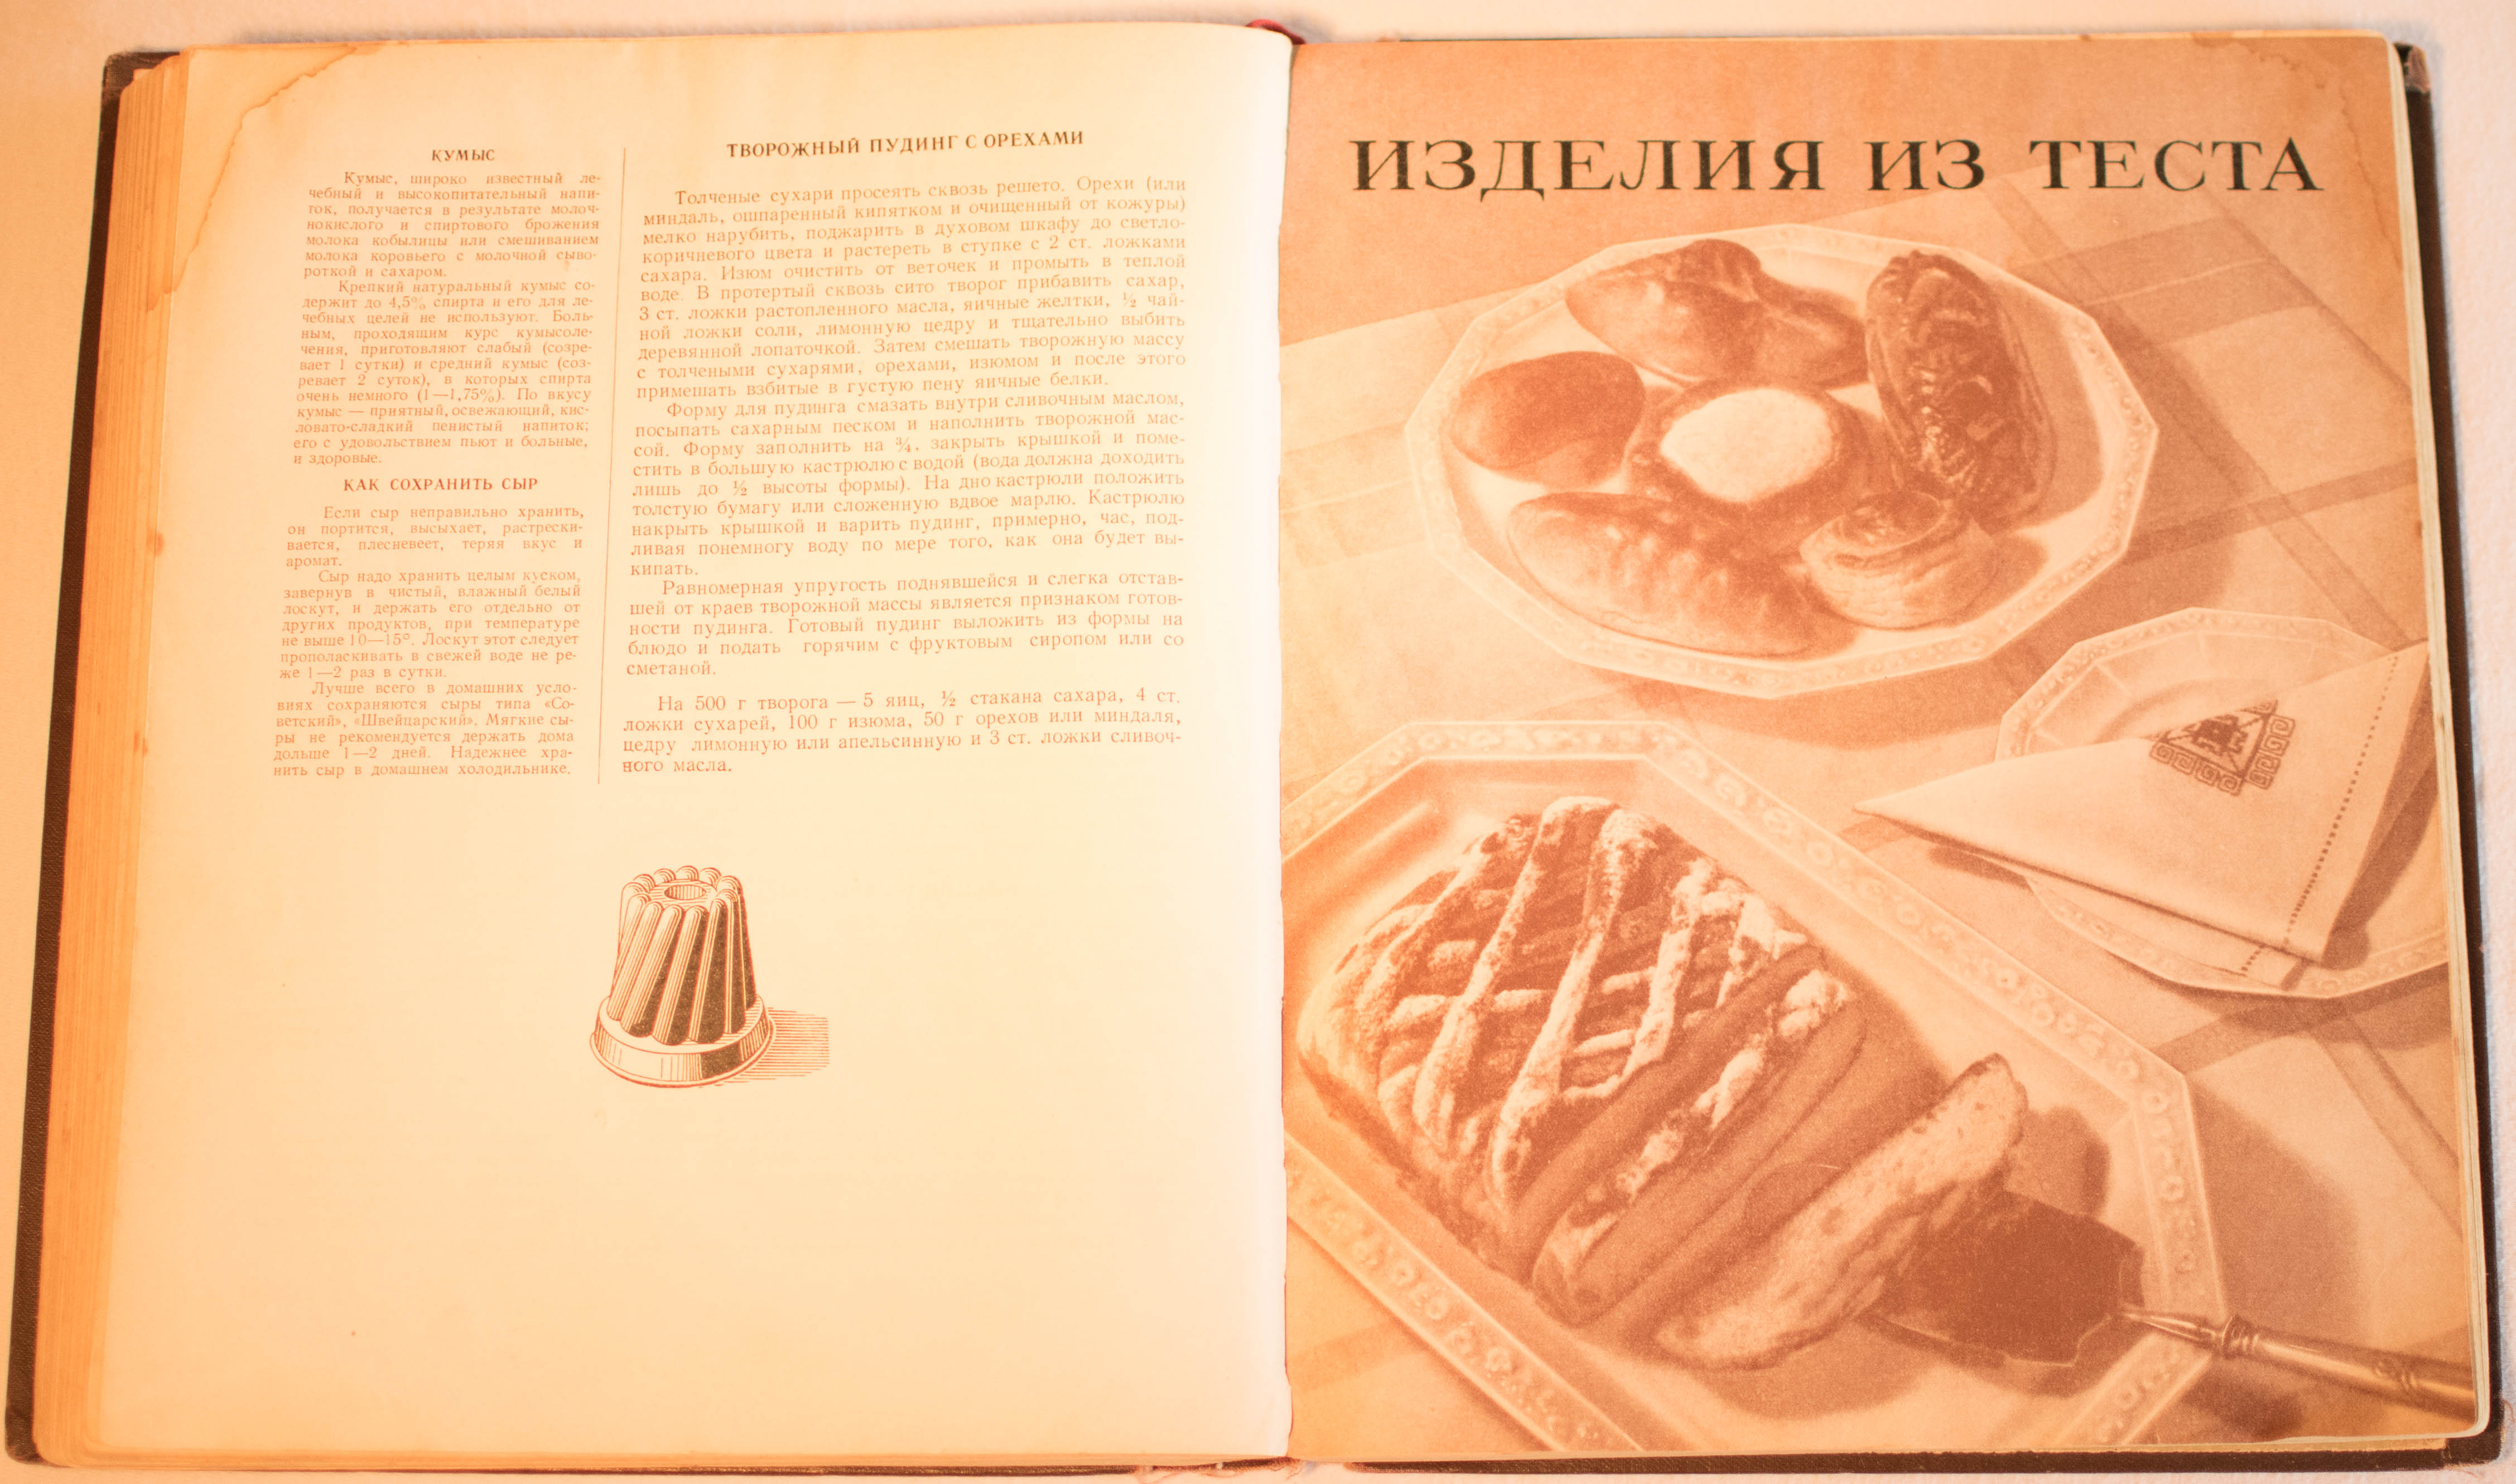 КУМЫС
Кумыс, широко известный ле-
чебный и высокопитательный напи-
ток, получается в результате молоч-
нокислого и спиртового брожения
молока кобылицы или смешиванием
молока коровьего с молочной сыво-
роткой и сахаром.
Крепкий натуральный кумыс со-
держит до 4,5% спирта и его для ле-
чебных целей не используют. Боль-
ным, проходящим курс кумысоле-
чения, приготовляют слабый (созре-
вает 1 сутки) и средний кумыс (соз-
ревает 2 суток), в которых спирта
очень немного (1—1,75%). По вкусу
кумыс — приятный, освежающий, кис-
ловато-сладкий пенистый напиток;
его с удовольствием пьют и больные,
и здоровые.
КАК СОХРАНИТЬ СЫР
Если сыр неправильно хранить,
он портится, высыхает, растрески-
вается, плесневеет, теряя вкус и
аромат.
Сыр надо хранить целым куском,
завернув в чистый, влажный белый
лоскут, и держать его отдельно от
других продуктов, при температуре
не выше 10—15°. Лоскут этот следует
прополаскивать в свежей воде не ре-
же 1—2 раз в сутки.
Лучше всего в домашних усло-
виях сохраняются сыры типа «Со-
ветский», «Швейцарский». Мягкие сы-
ры не рекомендуется держать дома
дольше 1—2 дней. Надежнее хра-
нить сыр в домашнем холодильнике.
ТВОРОЖНЫЙ ПУДИНГ С ОРЕХАМИ
Толченые сухари просеять сквозь решето. Орехи (или
миндаль, ошпаренный кипятком и очищенный от кожуры)
мелко нарубить, поджарить в духовом шкафу до светло-
коричневого цвета и растереть в ступке с 2 ст. ложками
сахара. Изюм очистить от веточек и промыть в теплой
воде. В протертый сквозь сито творог прибавить сахар,
3 ст. ложки растопленного масла, яичные желтки, ½ чай-
ной ложки соли, лимонную цедру и тщательно выбить
деревянной лопаточкой. Затем смешать творожную массу
с толчеными сухарями, орехами, изюмом и после этого
примешать взбитые в густую пену яичные белки.
Форму для пудинга смазать внутри сливочным маслом,
посыпать сахарным песком и наполнить творожной мас-
сой. Форму заполнить на ¾, закрыть крышкой и поме-
стить в большую кастрюлю с водой (вода должна доходить
лишь до ½ высоты формы). На дно кастрюли положить
толстую бумагу или сложенную вдвое марлю. Кастрюлю
накрыть крышкой и варить пудинг, примерно, час, под-
ливая понемногу воду по мере того, как она будет вы-
кипать.
Равномерная упругость поднявшейся и слегка отстав-
шей от краев творожной массы является признаком готов-
ности пудинга. Готовый пудинг выложить из формы на
блюдо и подать горячим с фруктовым сиропом или со
сметаной.
На 500 г творога — 5 яиц, ½ стакана сахара, 4 ст.
ложки сухарей, 100 г изюма, 50 г орехов или миндаля,
цедру лимонную или апельсинную и 3 ст. ложки сливоч-
ного масла.
ИЗДЕЛИЯ ИЗ ТЕСТА